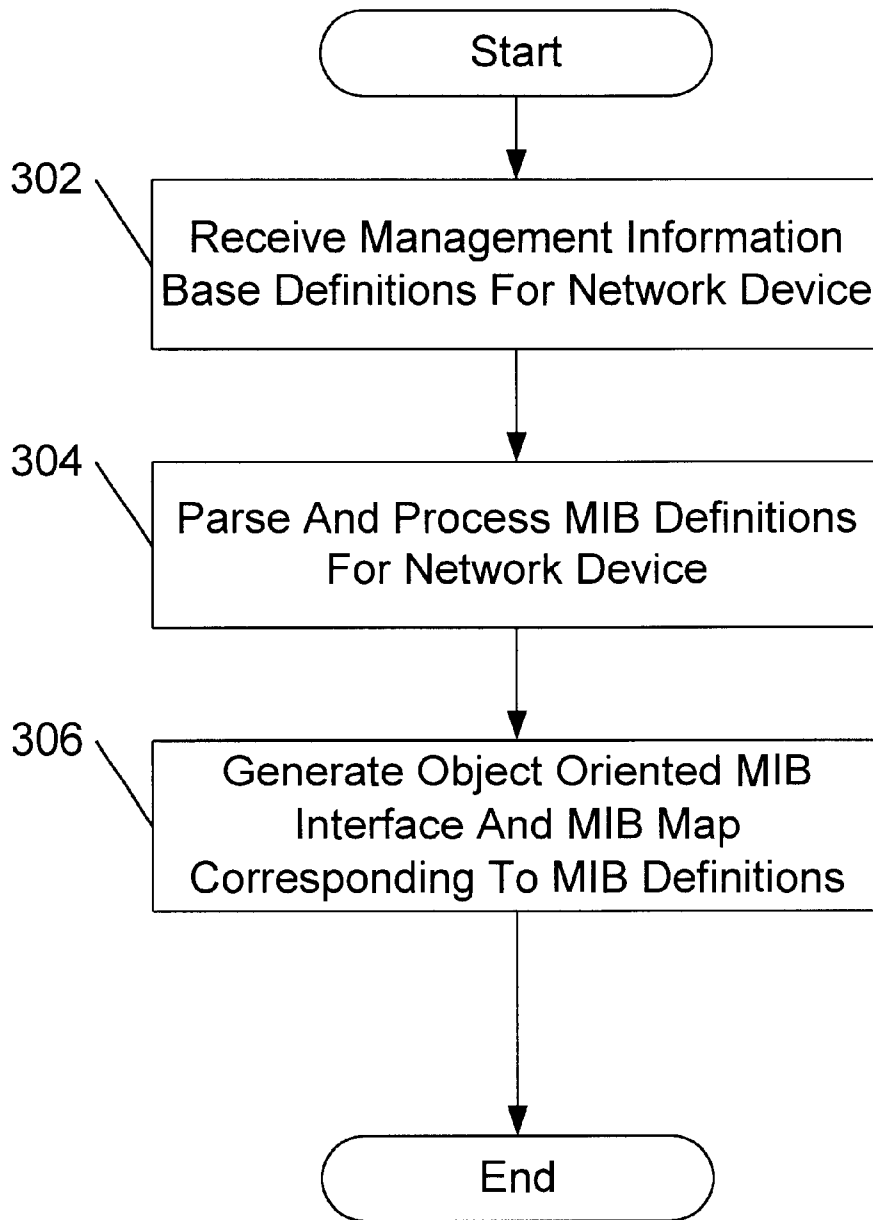 Start
302
Receive Management Information
Base Definitions For Network Device
304
Parse And Process MIB Definitions
For Network Device
306
Generate Object Oriented MIB
Interface And MIB Map
Corresponding To MIB Definitions
End